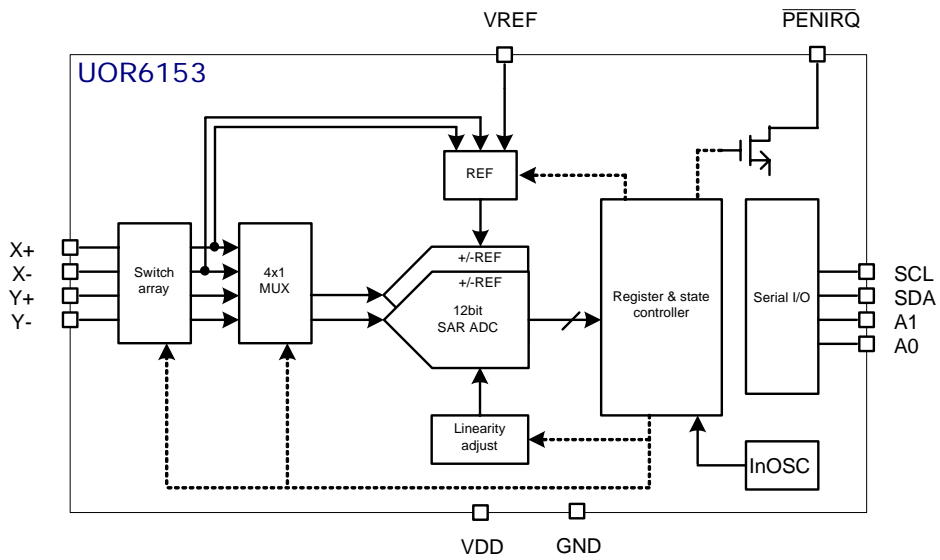 VREF
PENIRQ
UOR6153
REF
X+
X-
Y+
Y-
Switch
array
4x1
MUX
+/-REF
+/-REF
12bit
SAR ADC
Register & state
controller
Serial I/O
SCL
SDA
A1
A0
Linearity
adjust
InOSC
VDD
GND